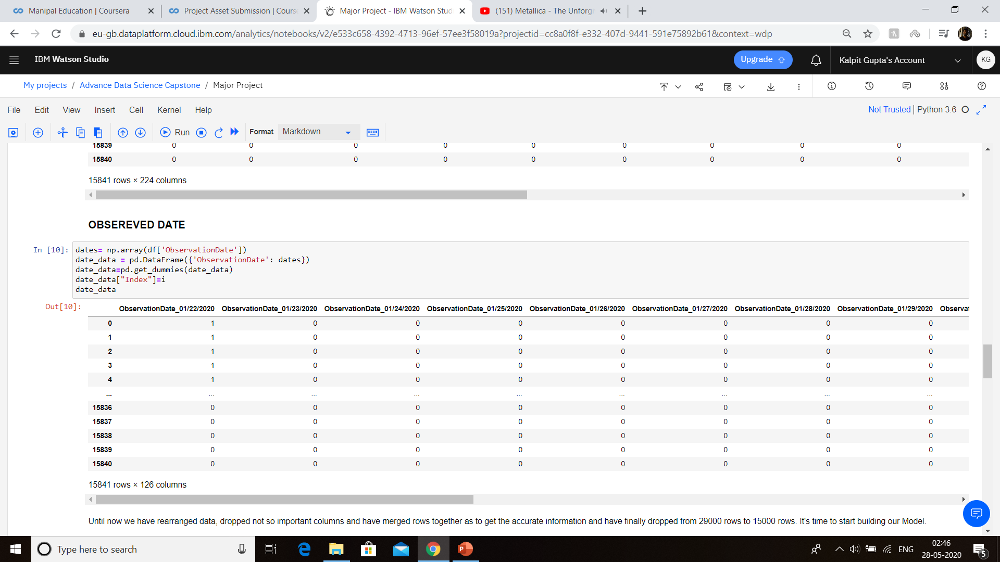 Manipal Education | Coursera
Project Asset Submission | Cours
Major Project - IBM Watson Stud
(151) Metallica - The Unforgi
eu-gb.dataplatform.cloud.ibm.com/analytics/notebooks/v2/e533c658-4392-4713-96ef-57ee3f58019a?projectid=cc8a0f8f-e332-407d-9441-591e75892b61&context=wdp
IBM Watson Studio
Upgrade
Kalpit Gupta's Account
KG
My projects / Advance Data Science Capstone / Major Project
File Edit View Insert Cell Kernel Help
Not Trusted | Python 3.6
Run Format Markdown
15839 0 0 0 0 0 0 0 0 0
15840 0 0 0 0 0 0 0 0 0
15841 rows × 224 columns
OBSEREVED DATE
In [10]: dates= np.array(df['ObservationDate'])
date_data = pd.DataFrame({'ObservationDate': dates})
date_data=pd.get_dummies(date_data)
date_data["Index"]=i
date_data
Out[10]:
ObservationDate_01/22/2020 ObservationDate_01/23/2020 ObservationDate_01/24/2020 ObservationDate_01/25/2020 ObservationDate_01/26/2020 ObservationDate_01/27/2020 ObservationDate_01/28/2020 ObservationDate_01/29/2020 Observat
0 1 0 0 0 0 0 0 0
1 1 0 0 0 0 0 0 0
2 1 0 0 0 0 0 0 0
3 1 0 0 0 0 0 0 0
4 1 0 0 0 0 0 0 0
... ... ... ... ... ... ... ... ...
15836 0 0 0 0 0 0 0 0
15837 0 0 0 0 0 0 0 0
15838 0 0 0 0 0 0 0 0
15839 0 0 0 0 0 0 0 0
15840 0 0 0 0 0 0 0 0
15841 rows × 126 columns
Until now we have rearranged data, dropped not so important columns and have merged rows together as to get the accurate information and have finally dropped from 29000 rows to 15000 rows. It's time to start building our Model.
Type here to search
ENG
02:46
28-05-2020
5